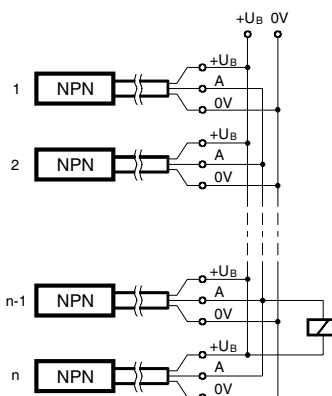 +UB 0V
+UB
1 NPN A
0V
+UB
2 NPN A
0V
+UB
n-1 NPN A
0V
+UB
n NPN A
0V